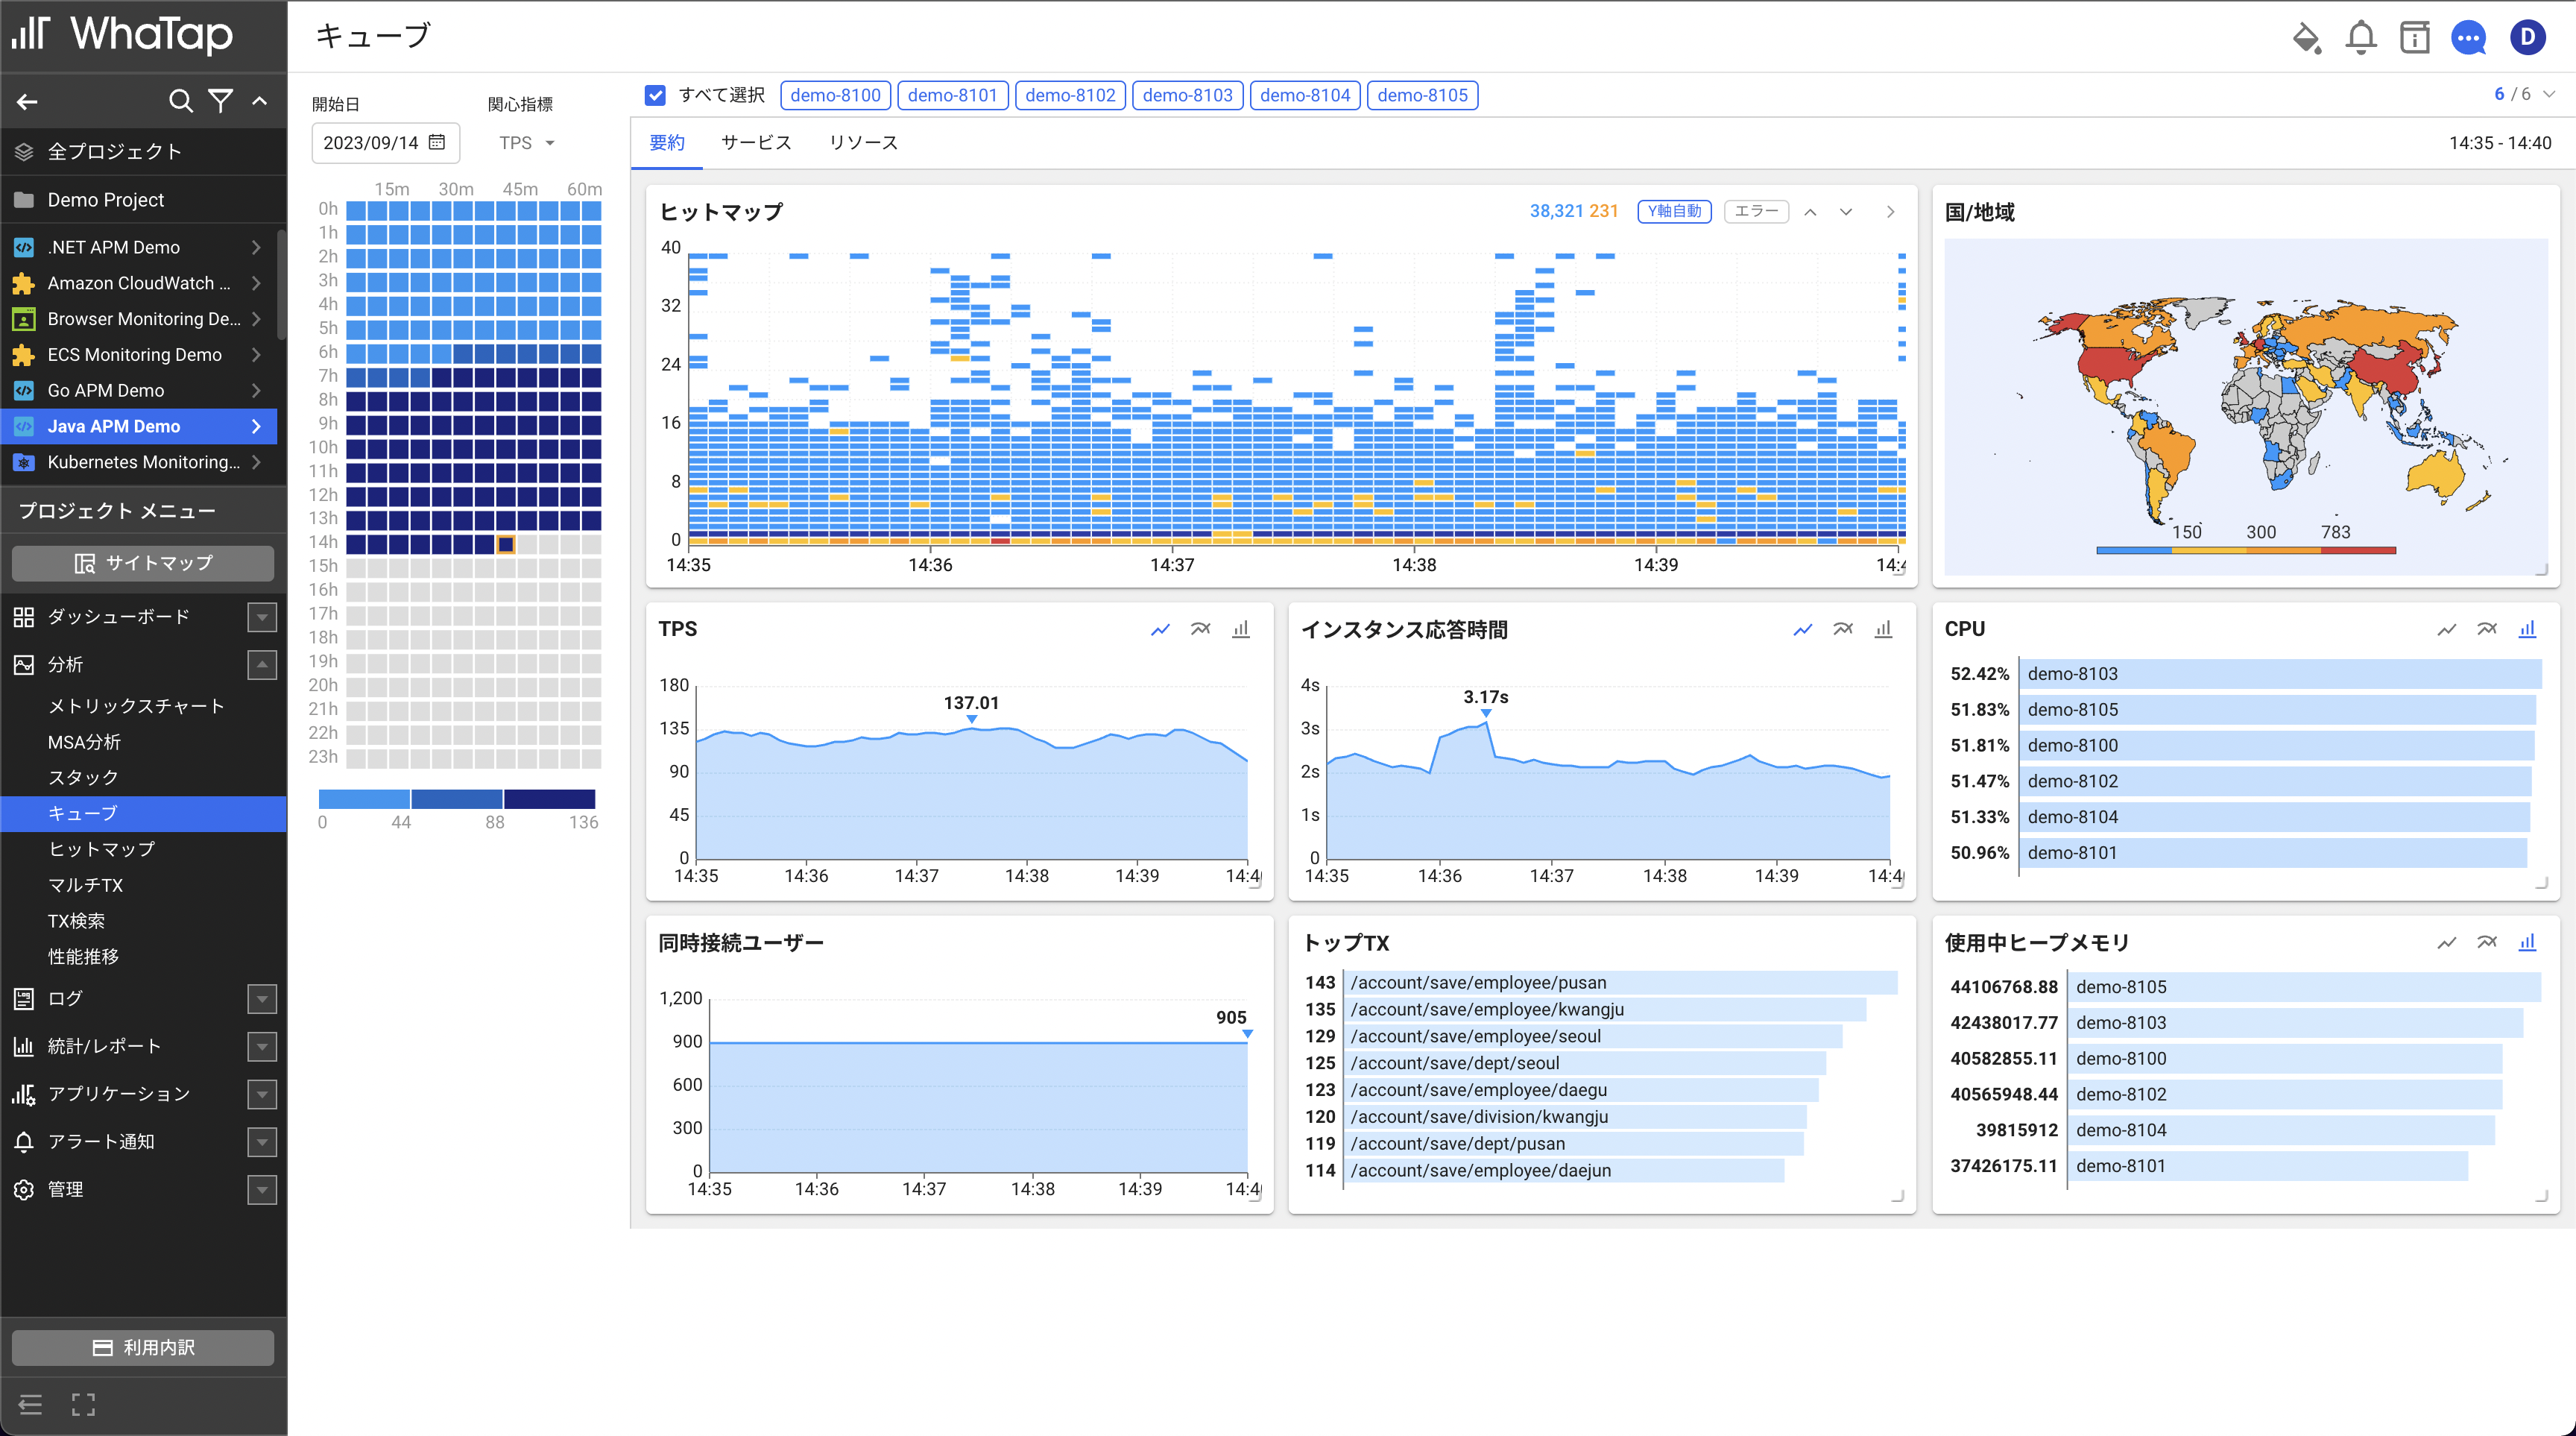 WhaTap
全プロジェクト
Demo Project
.NET APM Demo
Amazon CloudWatch ...
Browser Monitoring De...
ECS Monitoring Demo
Go APM Demo
Java APM Demo
Kubernetes Monitoring...
プロジェクト メニュー
サイトマップ
ダッシューボード
分析
メトリックスチャート
MSA分析
スタック
キューブ
ヒットマップ
マルチTX
TX検索
性能推移
ログ
統計/レポート
アプリケーション
アラート通知
管理
利用内訳
キューブ
D
開始日 関心指標
2023/09/14 TPS
15m 30m 45m 60m
0h
1h
2h
3h
4h
5h
6h
7h
8h
9h
10h
11h
12h
13h
14h
15h
16h
17h
18h
19h
20h
21h
22h
23h
0 44 88 136
すべて選択 demo-8100 demo-8101 demo-8102 demo-8103 demo-8104 demo-8105 6 / 6
要約 サービス リソース 14:35 - 14:40
ヒットマップ 38,321 231 Y軸自動 エラー
40
32
24
16
8
0
14:35 14:36 14:37 14:38 14:39 14:4
国/地域
150 300 783
TPS
137.01
180
135
90
45
0
14:35 14:36 14:37 14:38 14:39 14:4
インスタンス応答時間
3.17s
4s
3s
2s
1s
0
14:35 14:36 14:37 14:38 14:39 14:4
CPU
52.42% demo-8103
51.83% demo-8105
51.81% demo-8100
51.47% demo-8102
51.33% demo-8104
50.96% demo-8101
同時接続ユーザー
905
1,200
900
600
300
0
14:35 14:36 14:37 14:38 14:39 14:4
トップTX
143 /account/save/employee/pusan
135 /account/save/employee/kwangju
129 /account/save/employee/seoul
125 /account/save/dept/seoul
123 /account/save/employee/daegu
120 /account/save/division/kwangju
119 /account/save/dept/pusan
114 /account/save/employee/daejun
使用中ヒープメモリ
44106768.88 demo-8105
42438017.77 demo-8103
40582855.11 demo-8100
40565948.44 demo-8102
39815912 demo-8104
37426175.11 demo-8101